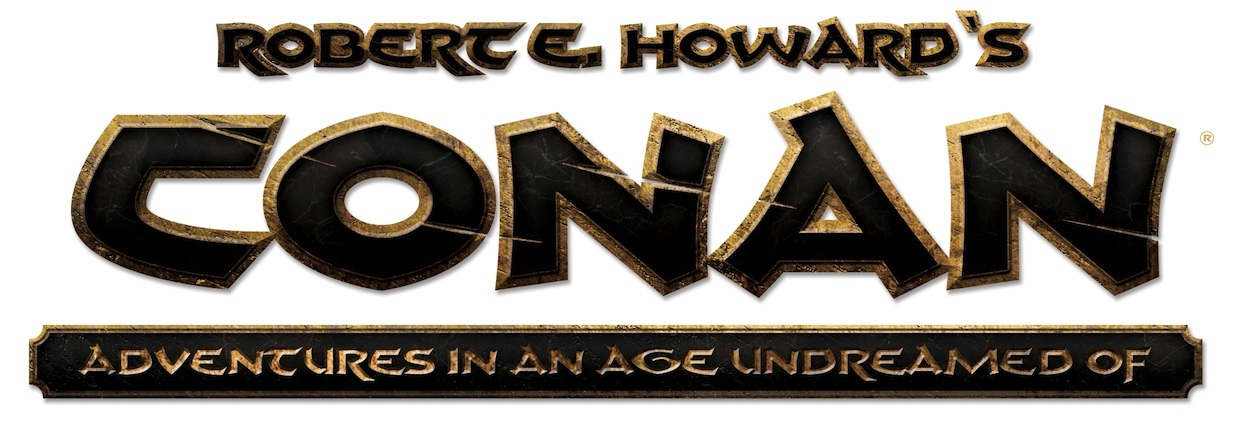 ROBERT E. HOWARD'S
CONAN®
ADVENTURES IN AN AGE UNDREAMED OF